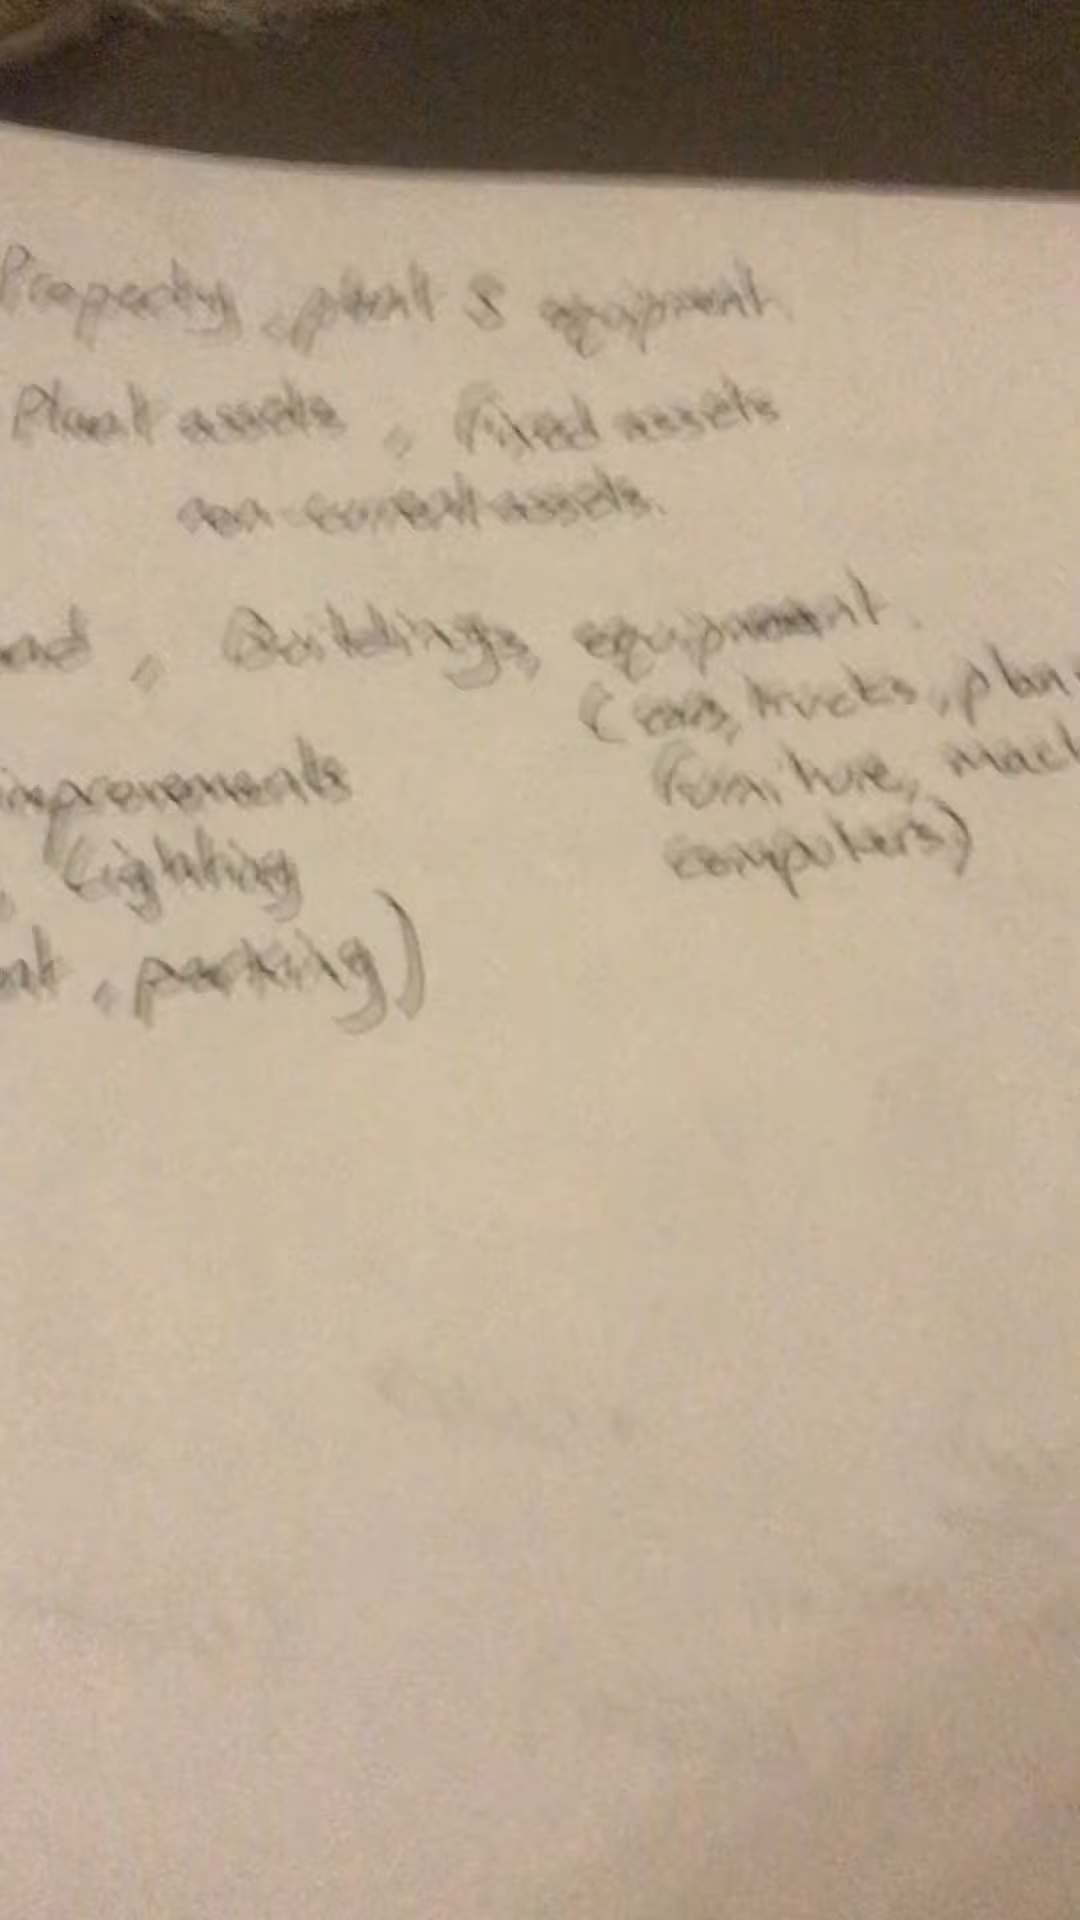 Property, plant & equipment
Plant assets, Fixed assets
non-current assets.
, Buildings, equipment.
(cars, trucks,
improvements
furniture,
Lighting
computers)
, parking)